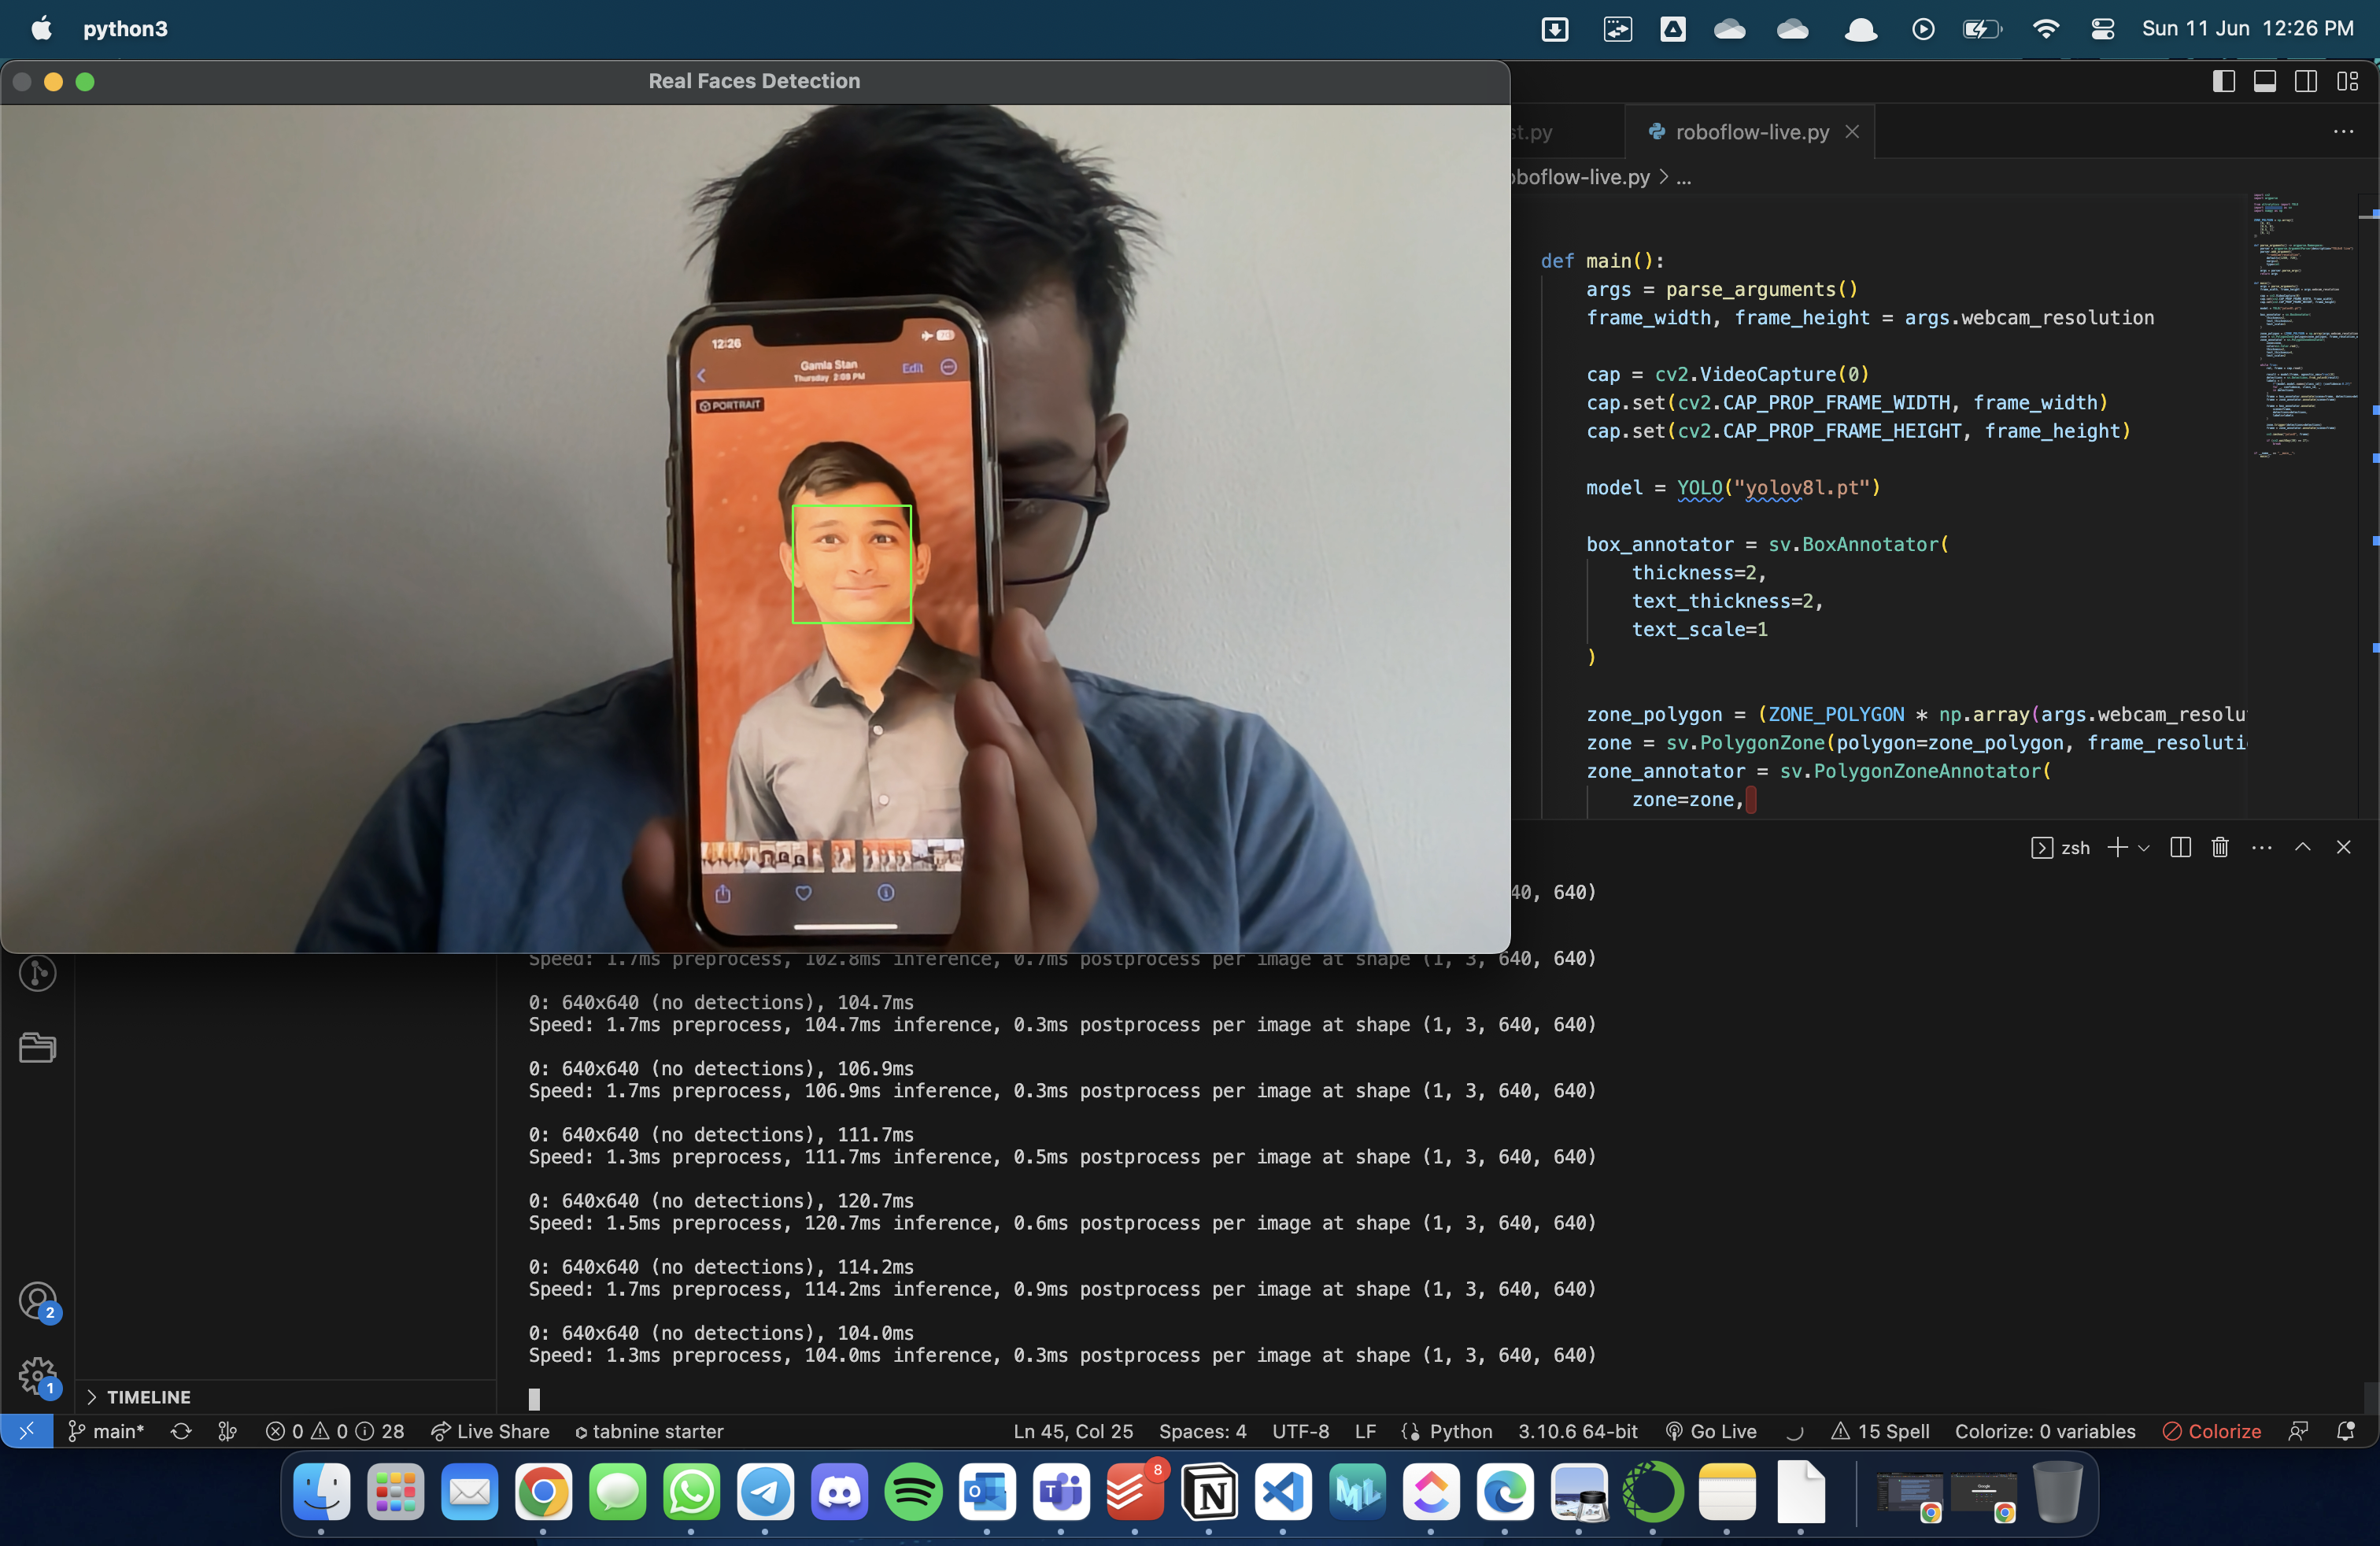 python3
Sun 11 Jun 12:26 PM
Real Faces Detection
st.py
roboflow-live.py
oboflow-live.py > ...
12:26
Gamla Stan
Thursday 2:09 PM
Edit
PORTRAIT
def main():
args = parse_arguments()
frame_width, frame_height = args.webcam_resolution
cap = cv2.VideoCapture(0)
cap.set(cv2.CAP_PROP_FRAME_WIDTH, frame_width)
cap.set(cv2.CAP_PROP_FRAME_HEIGHT, frame_height)
model = YOLO("yolov8l.pt")
box_annotator = sv.BoxAnnotator(
thickness=2,
text_thickness=2,
text_scale=1
)
zone_polygon = (ZONE_POLYGON * np.array(args.webcam_resolu
zone = sv.PolygonZone(polygon=zone_polygon, frame_resoluti
zone_annotator = sv.PolygonZoneAnnotator(
zone=zone,
zsh
40, 640)
Speed: 1.7ms preprocess, 102.8ms inference, 0.7ms postprocess per image at shape (1, 3, 640, 640)
0: 640x640 (no detections), 104.7ms
Speed: 1.7ms preprocess, 104.7ms inference, 0.3ms postprocess per image at shape (1, 3, 640, 640)
0: 640x640 (no detections), 106.9ms
Speed: 1.7ms preprocess, 106.9ms inference, 0.3ms postprocess per image at shape (1, 3, 640, 640)
0: 640x640 (no detections), 111.7ms
Speed: 1.3ms preprocess, 111.7ms inference, 0.5ms postprocess per image at shape (1, 3, 640, 640)
0: 640x640 (no detections), 120.7ms
Speed: 1.5ms preprocess, 120.7ms inference, 0.6ms postprocess per image at shape (1, 3, 640, 640)
0: 640x640 (no detections), 114.2ms
Speed: 1.7ms preprocess, 114.2ms inference, 0.9ms postprocess per image at shape (1, 3, 640, 640)
0: 640x640 (no detections), 104.0ms
Speed: 1.3ms preprocess, 104.0ms inference, 0.3ms postprocess per image at shape (1, 3, 640, 640)
2
1
TIMELINE
main* 0 0 28 Live Share tabnine starter Ln 45, Col 25 Spaces: 4 UTF-8 LF Python 3.10.6 64-bit Go Live 15 Spell Colorize: 0 variables Colorize
8